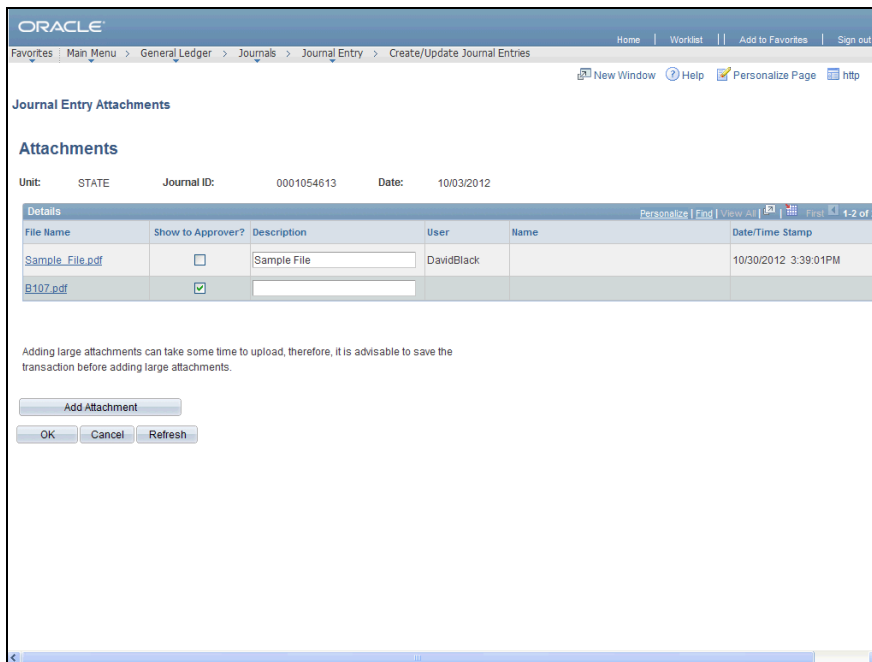 ORACLE
Home | Worklist || Add to Favorites | Sign out
Favorites Main Menu > General Ledger > Journals > Journal Entry > Create/Update Journal Entries
New Window Help Personalize Page http
Journal Entry Attachments
Attachments
Unit: STATE Journal ID: 0001054613 Date: 10/03/2012
Details Personalize | Find | View All | | First 1-2 of
File Name Show to Approver? Description User Name Date/Time Stamp
Sample_File.pdf Sample File DavidBlack 10/30/2012 3:39:01PM
B107.pdf
Adding large attachments can take some time to upload, therefore, it is advisable to save the
transaction before adding large attachments.
Add Attachment
OK Cancel Refresh